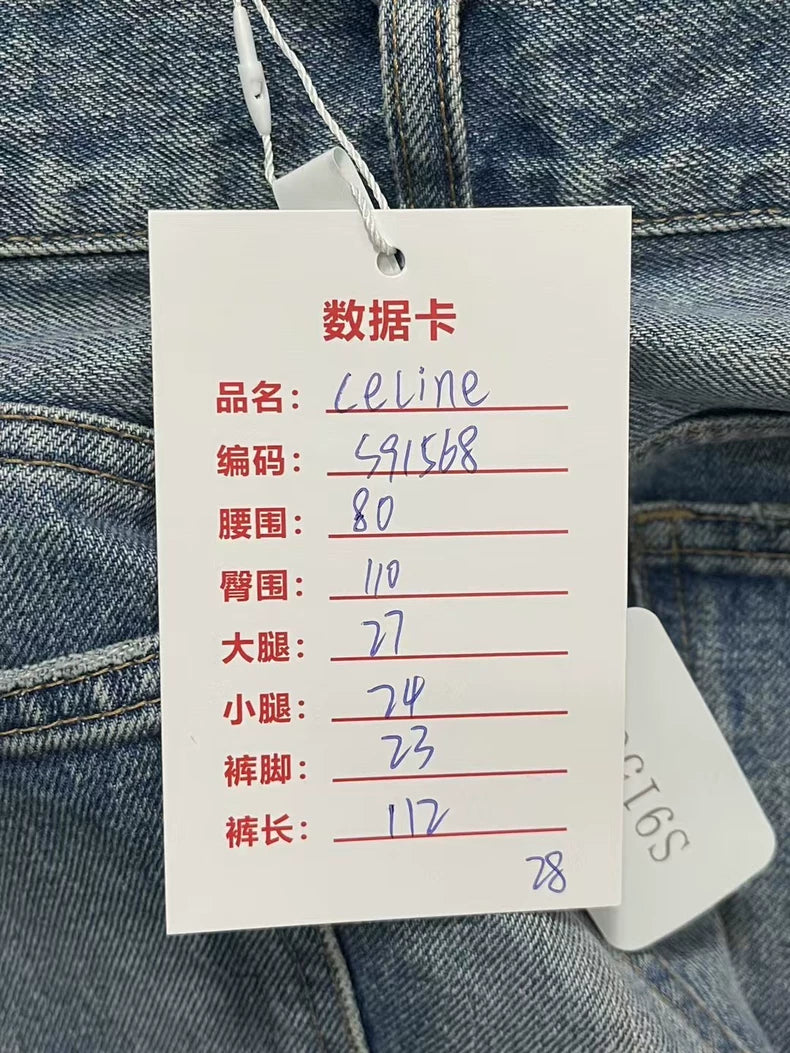 数据卡
品名: celine
编码: S91568
腰围: 80
臀围: 110
大腿: 27
小腿: 24
裤脚: 23
裤长: 112
28